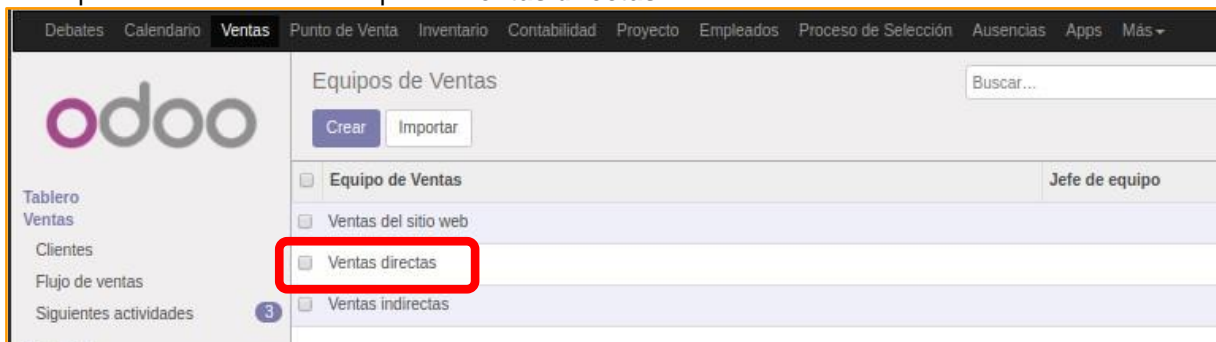 Debates Calendario Ventas Punto de Venta Inventario Contabilidad Proyecto Empleados Proceso de Selección Ausencias Apps Más
odoo
Equipos de Ventas
Buscar...
Crear Importar
Equipo de Ventas Jefe de equipo
Tablero
Ventas
Ventas del sitio web
Clientes
Ventas directas
Flujo de ventas
Siguientes actividades 3
Ventas indirectas